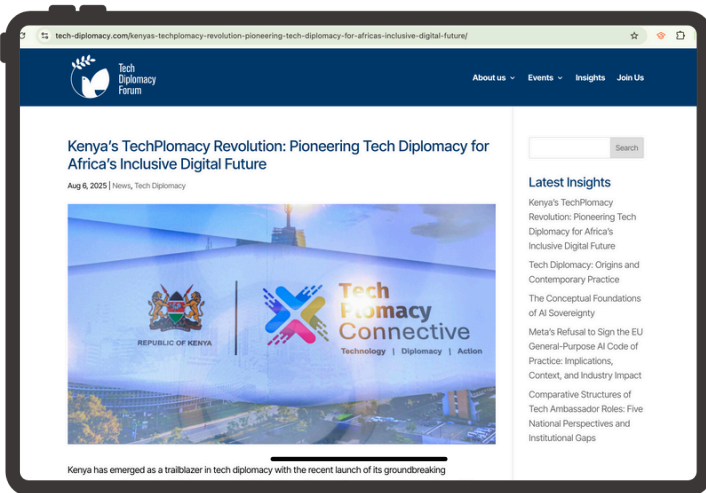 tech-diplomacy.com/kenyas-techplomacy-revolution-pioneering-tech-diplomacy-for-africas-inclusive-digital-future/
Tech
Diplomacy
Forum
About us
Events
Insights
Join Us
Kenya's TechPlomacy Revolution: Pioneering Tech Diplomacy for
Africa's Inclusive Digital Future
Aug 6, 2025 | News, Tech Diplomacy
REPUBLIC OF KENYA
Tech
Plomacy
Connective
Technology | Diplomacy | Action
Kenya has emerged as a trailblazer in tech diplomacy with the recent launch of its groundbreaking
Search
Latest Insights
Kenya's TechPlomacy
Revolution: Pioneering Tech
Diplomacy for Africa's
Inclusive Digital Future
Tech Diplomacy: Origins and
Contemporary Practice
The Conceptual Foundations
of AI Sovereignty
Meta's Refusal to Sign the EU
General-Purpose AI Code of
Practice: Implications,
Context, and Industry Impact
Comparative Structures of
Tech Ambassador Roles: Five
National Perspectives and
Institutional Gaps